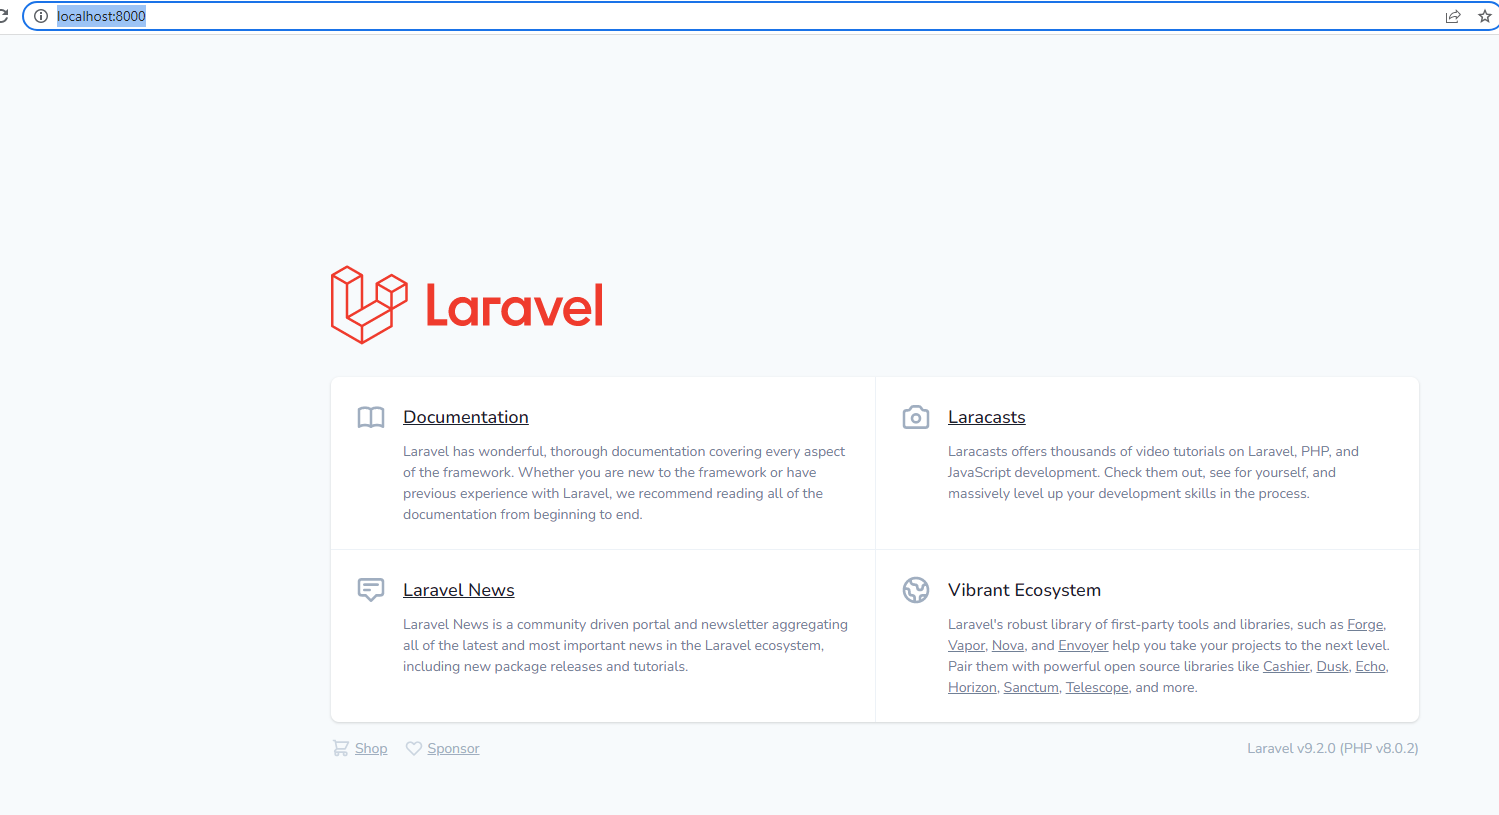 localhost:8000
Laravel
Documentation
Laravel has wonderful, thorough documentation covering every aspect
of the framework. Whether you are new to the framework or have
previous experience with Laravel, we recommend reading all of the
documentation from beginning to end.
Laracasts
Laracasts offers thousands of video tutorials on Laravel, PHP, and
JavaScript development. Check them out, see for yourself, and
massively level up your development skills in the process.
Laravel News
Laravel News is a community driven portal and newsletter aggregating
all of the latest and most important news in the Laravel ecosystem,
including new package releases and tutorials.
Vibrant Ecosystem
Laravel's robust library of first-party tools and libraries, such as Forge,
Vapor, Nova, and Envoyer help you take your projects to the next level.
Pair them with powerful open source libraries like Cashier, Dusk, Echo,
Horizon, Sanctum, Telescope, and more.
Shop
Sponsor
Laravel v9.2.0 (PHP v8.0.2)